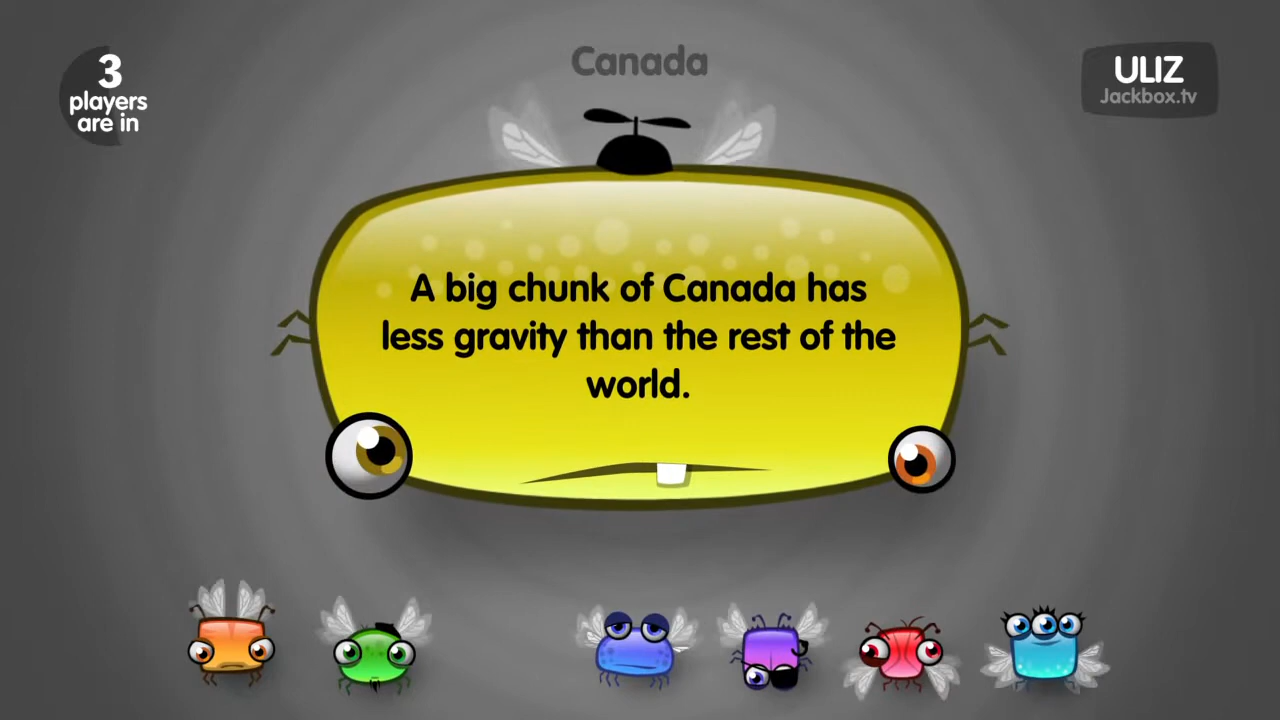 Canada
3
players
are in
ULIZ
Jackbox.tv
A big chunk of Canada has
less gravity than the rest of the
world.